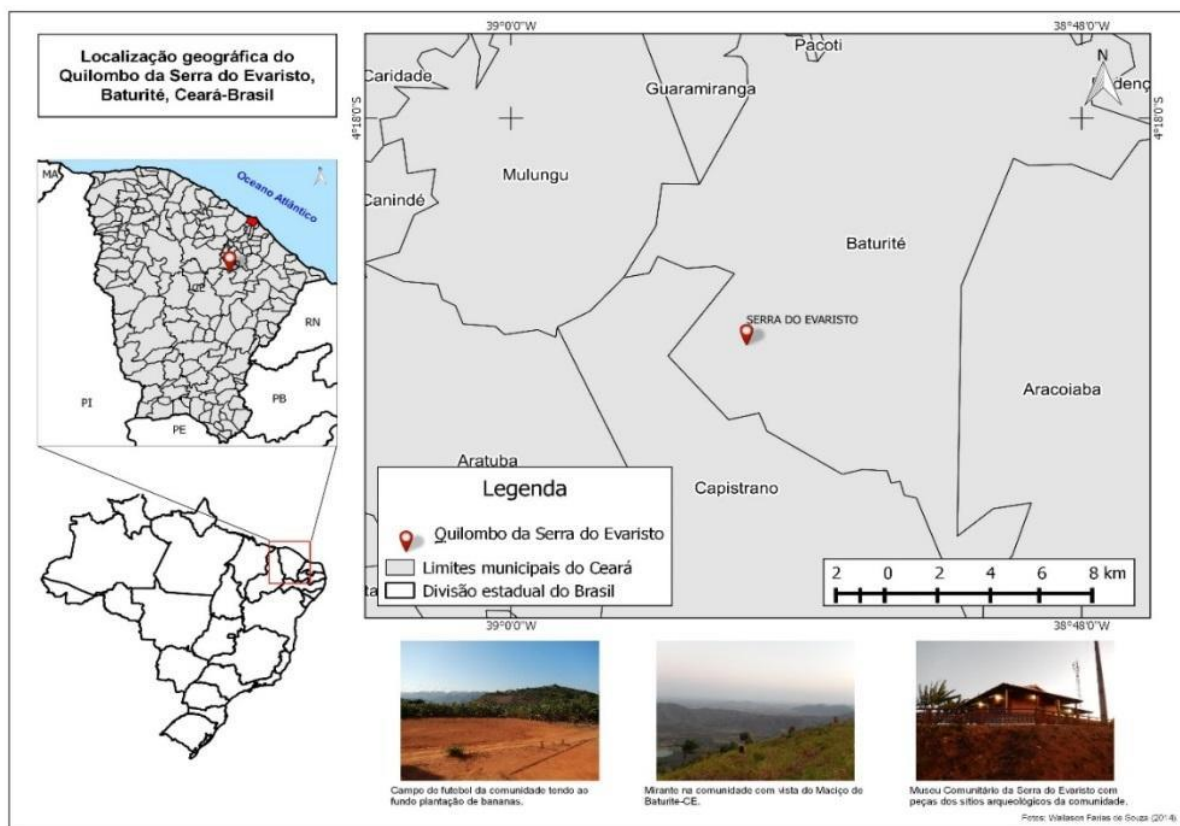 Localização geográfica do
Quilombo da Serra do Evaristo,
Baturité, Ceará-Brasil
MA
Oceano Atlântico
CE
RN
PB
PI
PE
39°0'0"W
38°48'0"W
4°18'0"S
4°18'0"S
N
Pacoti
Caridade
Guaramiranga
Mulungu
Canindé
Baturité
SERRA DO EVARISTO
Aracoiaba
Aratuba
Capistrano
Legenda
Quilombo da Serra do Evaristo
Limites municipais do Ceará
Divisão estadual do Brasil
2 0 2 4 6 8 km
39°0'0"W
38°48'0"W
Campo de futebol da comunidade tendo ao
fundo plantação de bananas.
Mirante na comunidade com vista do Maciço de
Baturité-CE.
Museu Comunitário da Serra do Evaristo com
peças dos sítios arqueológicos da comunidade.
Fotos: Wallason Farias de Souza (2014)